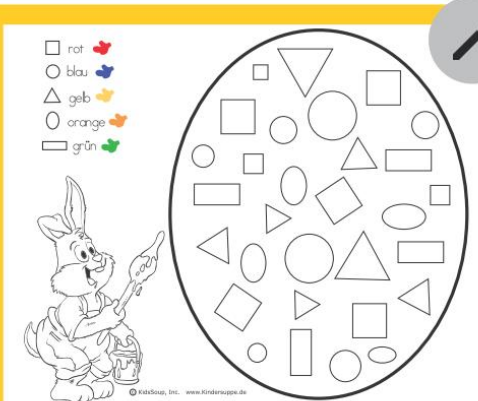 rot
blau
gelb
orange
grün
© KidsSoup, Inc. www.Kindersuppe.de